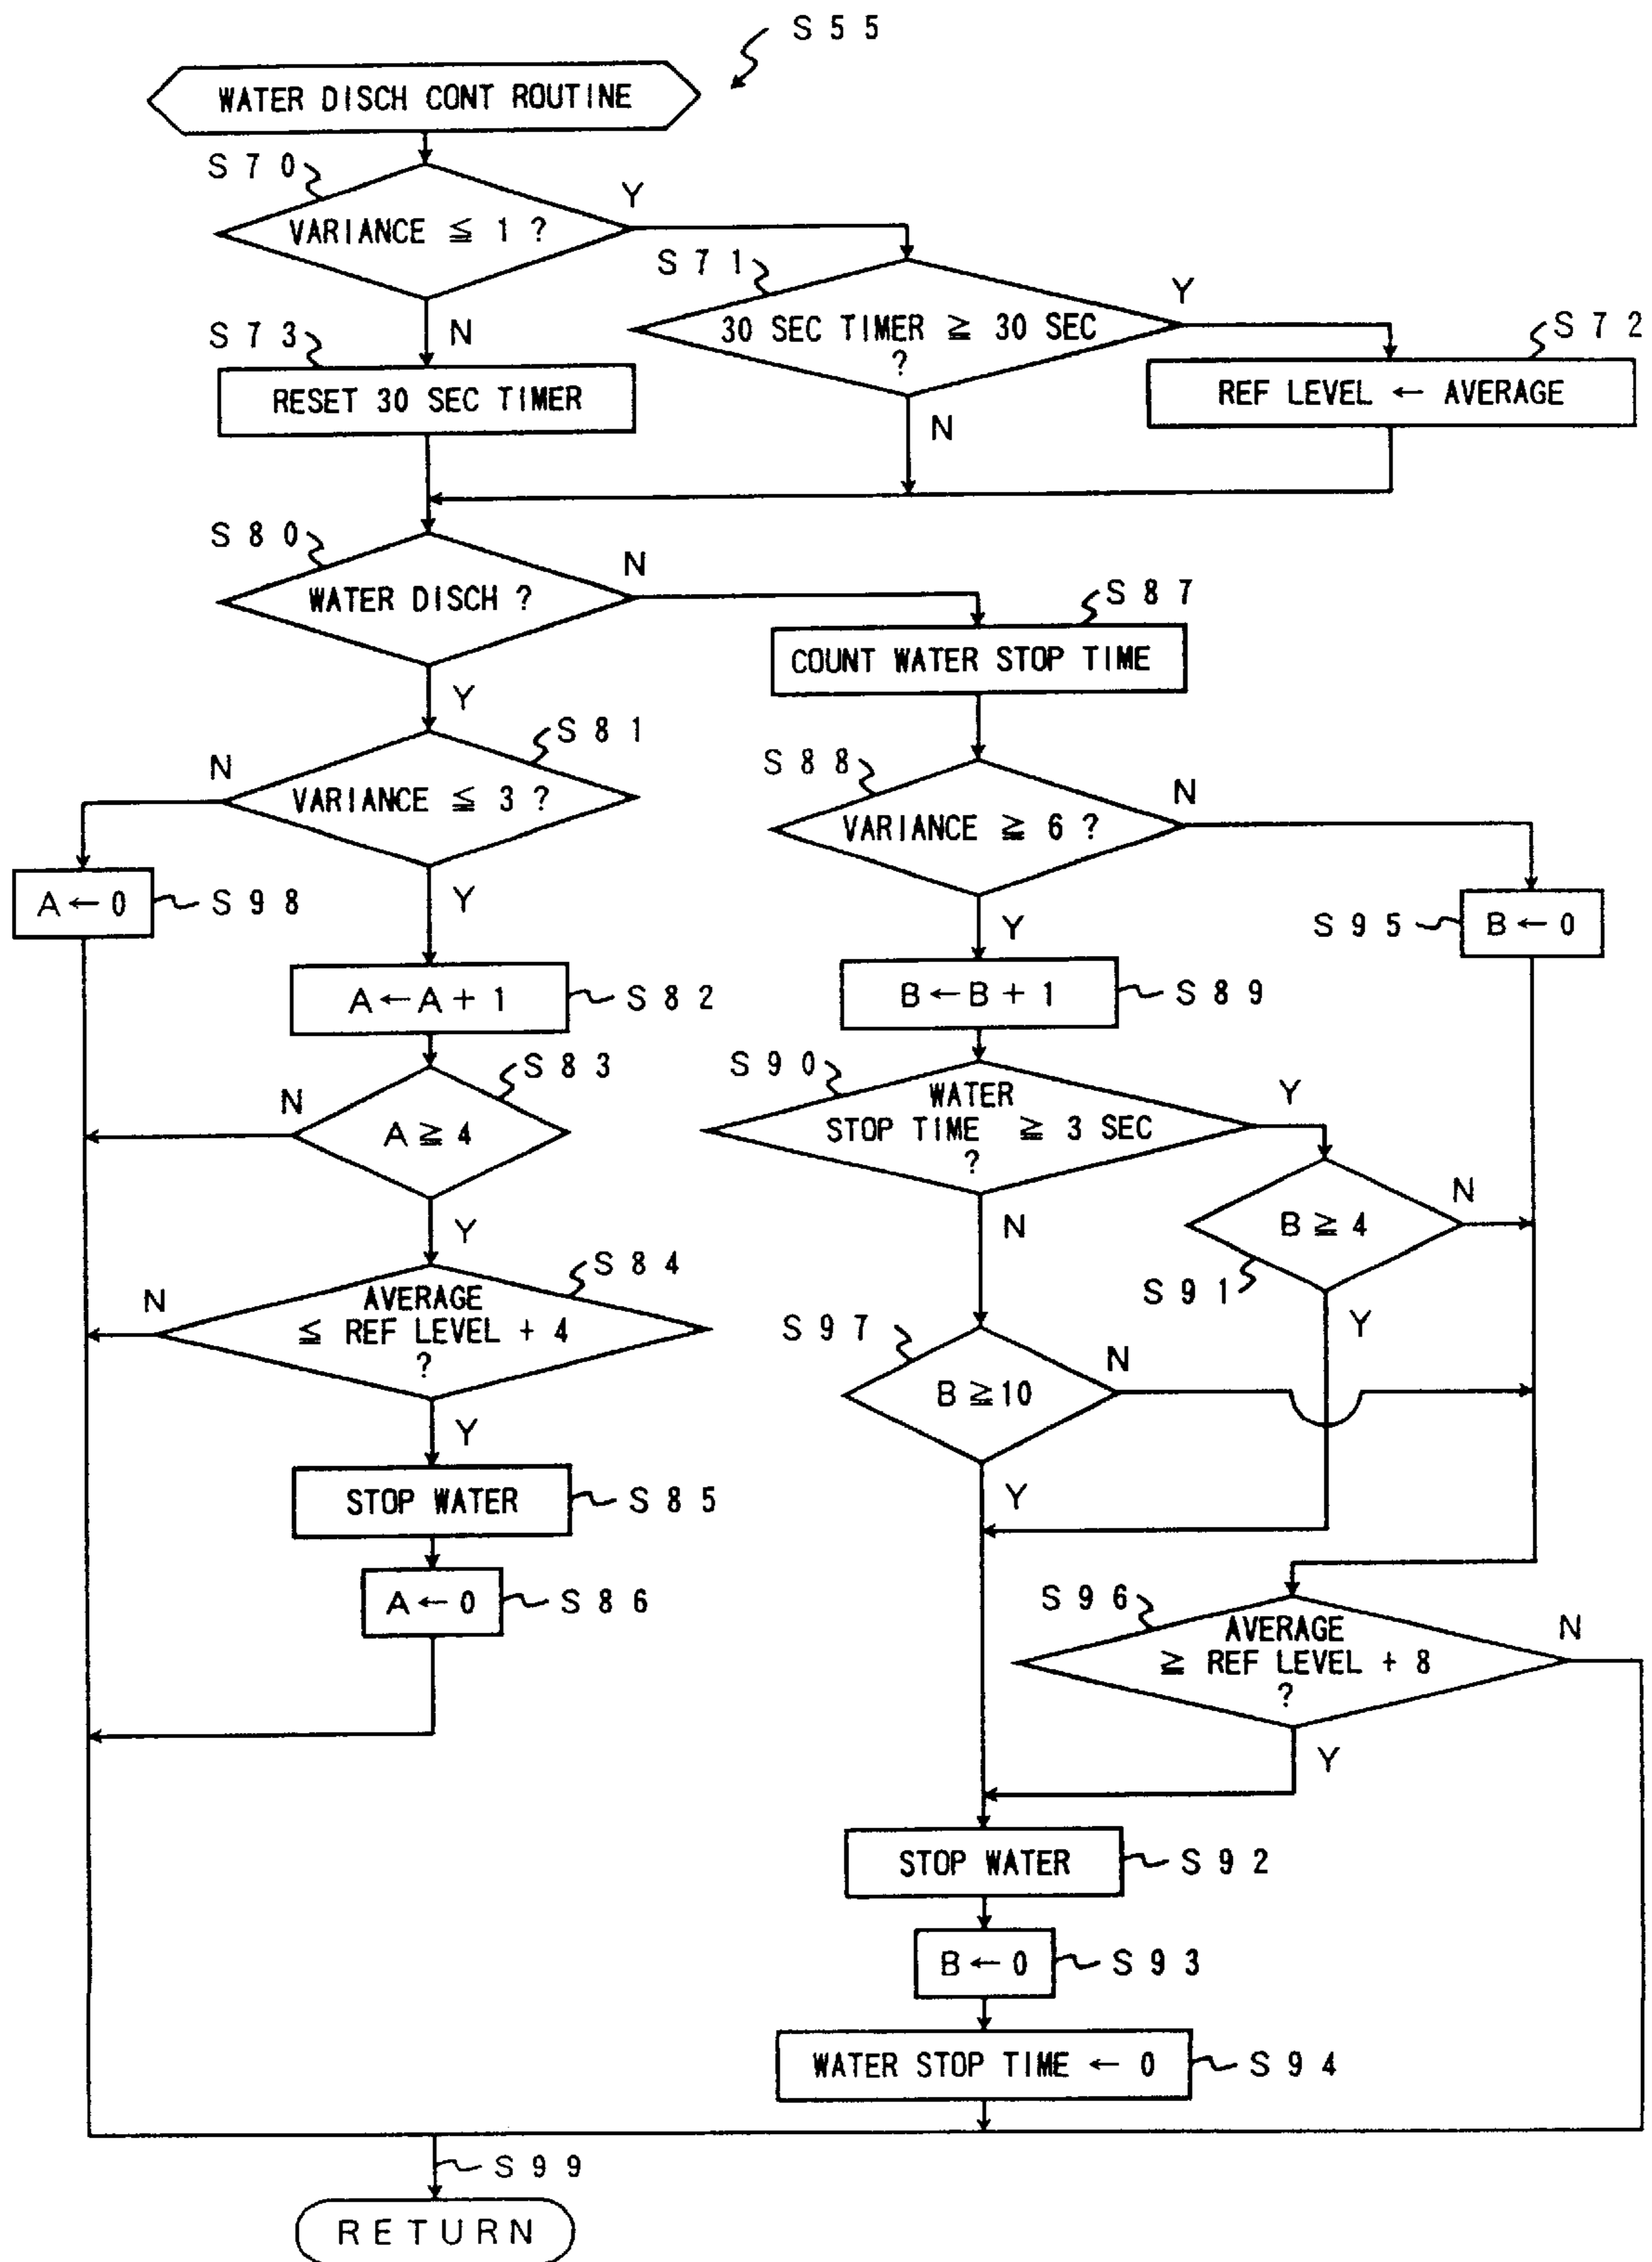 S55
WATER DISCH CONT ROUTINE
S70
VARIANCE ≦ 1 ?
Y
N
S71
30 SEC TIMER ≧ 30 SEC
?
Y
N
S72
REF LEVEL ← AVERAGE
S73
RESET 30 SEC TIMER
S80
WATER DISCH ?
N
Y
S87
COUNT WATER STOP TIME
S81
VARIANCE ≦ 3 ?
N
Y
S88
VARIANCE ≧ 6 ?
N
Y
A ← 0
S98
S95
B ← 0
A ← A + 1
S82
B ← B + 1
S89
S83
A ≧ 4
N
Y
S90
WATER
STOP TIME ≧ 3 SEC
?
Y
N
B ≧ 4
N
S91
Y
S84
AVERAGE
≦ REF LEVEL + 4
?
N
Y
S97
B ≧ 10
N
Y
STOP WATER
S85
A ← 0
S86
S96
AVERAGE
≧ REF LEVEL + 8
?
N
Y
STOP WATER
S92
B ← 0
S93
WATER STOP TIME ← 0
S94
S99
RETURN